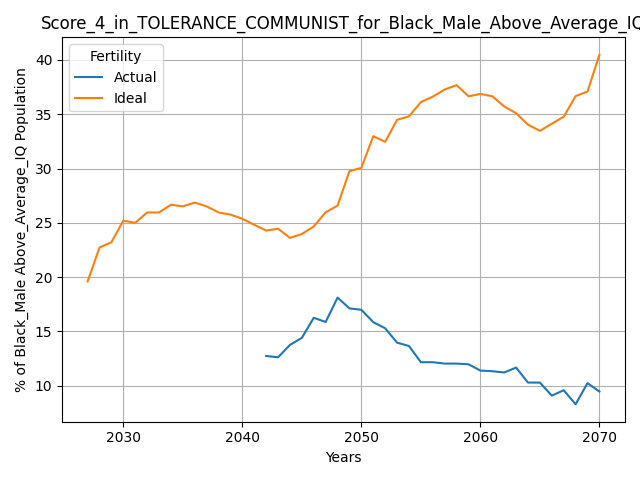 Score_4_in_TOLERANCE_COMMUNIST_for_Black_Male_Above_Average_IQ
Fertility
Actual
Ideal
% of Black_Male Above_Average_IQ Population
40
35
30
25
20
15
10
2030 2040 2050 2060 2070
Years